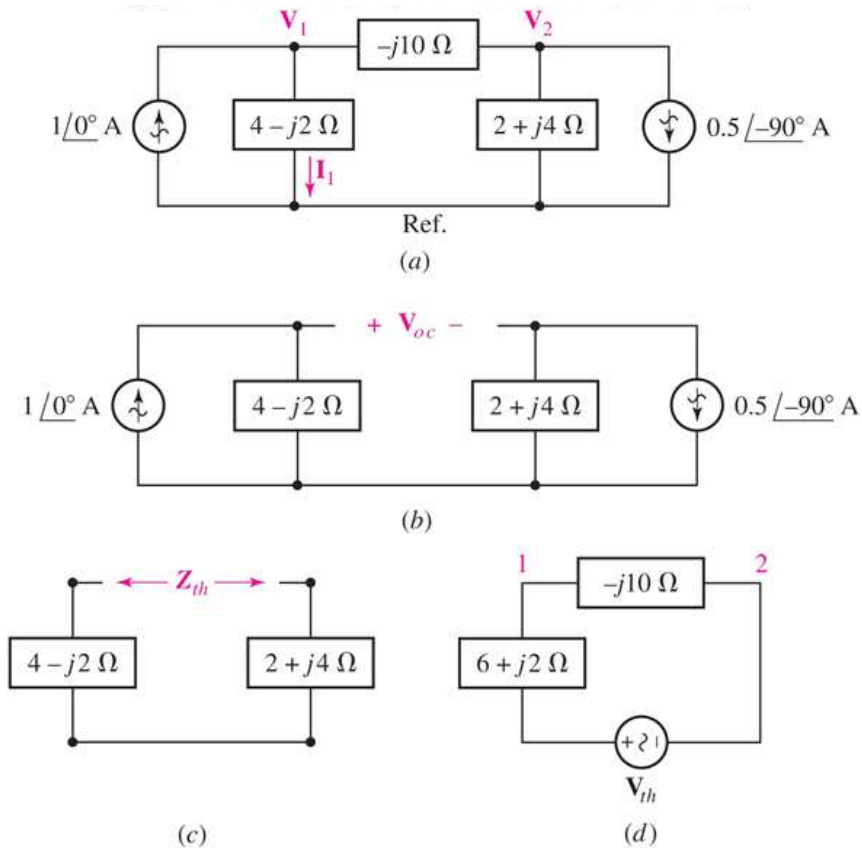 V₁ V₂
−j10 Ω
1/0° A 4 − j2 Ω 2 + j4 Ω 0.5 /−90° A
I₁
Ref.
(a)
+ Vₒ꜀ −
1 /0° A 4 − j2 Ω 2 + j4 Ω 0.5 /−90° A
(b)
Zₜₕ
4 − j2 Ω 2 + j4 Ω
(c)
1 2
−j10 Ω
6 + j2 Ω
+ −
Vₜₕ
(d)